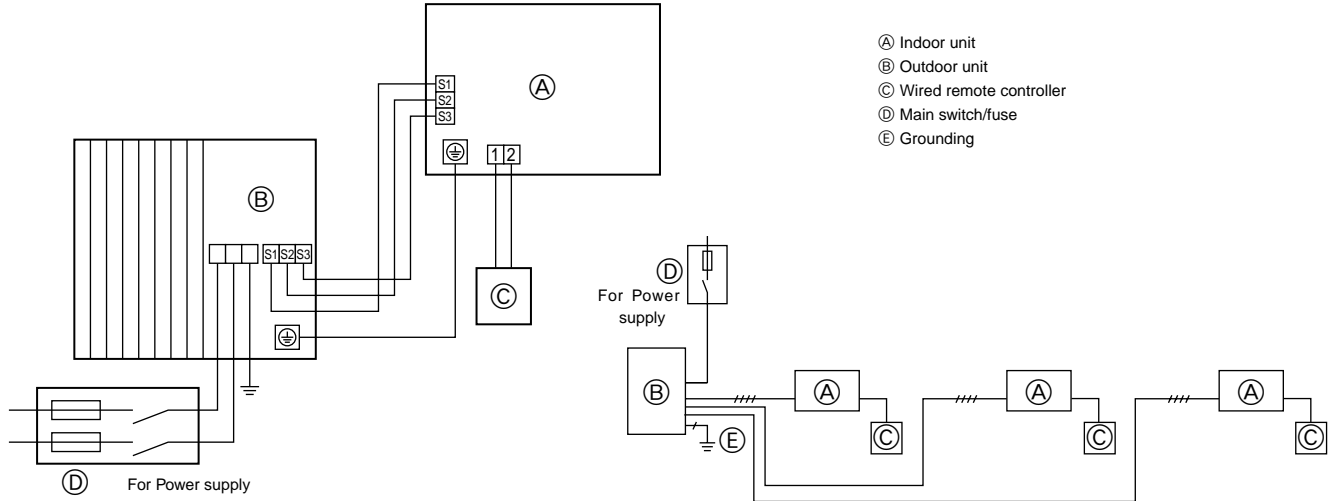 Ⓐ
S1
S2
S3
1 2
Ⓑ
S1 S2 S3
Ⓒ
Ⓓ For Power supply
Ⓐ Indoor unit
Ⓑ Outdoor unit
Ⓒ Wired remote controller
Ⓓ Main switch/fuse
Ⓔ Grounding
Ⓓ
For Power
supply
Ⓑ Ⓐ Ⓐ Ⓐ
Ⓔ Ⓒ Ⓒ Ⓒ